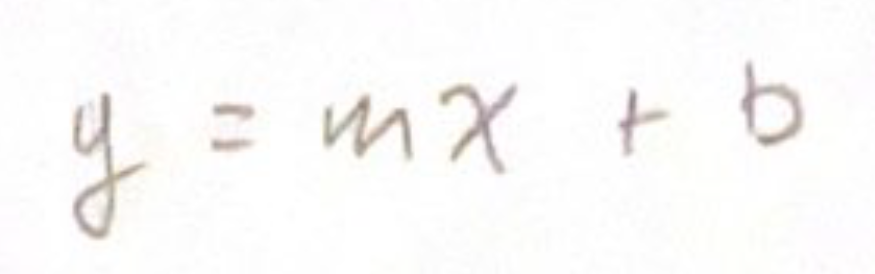 y = mx + b